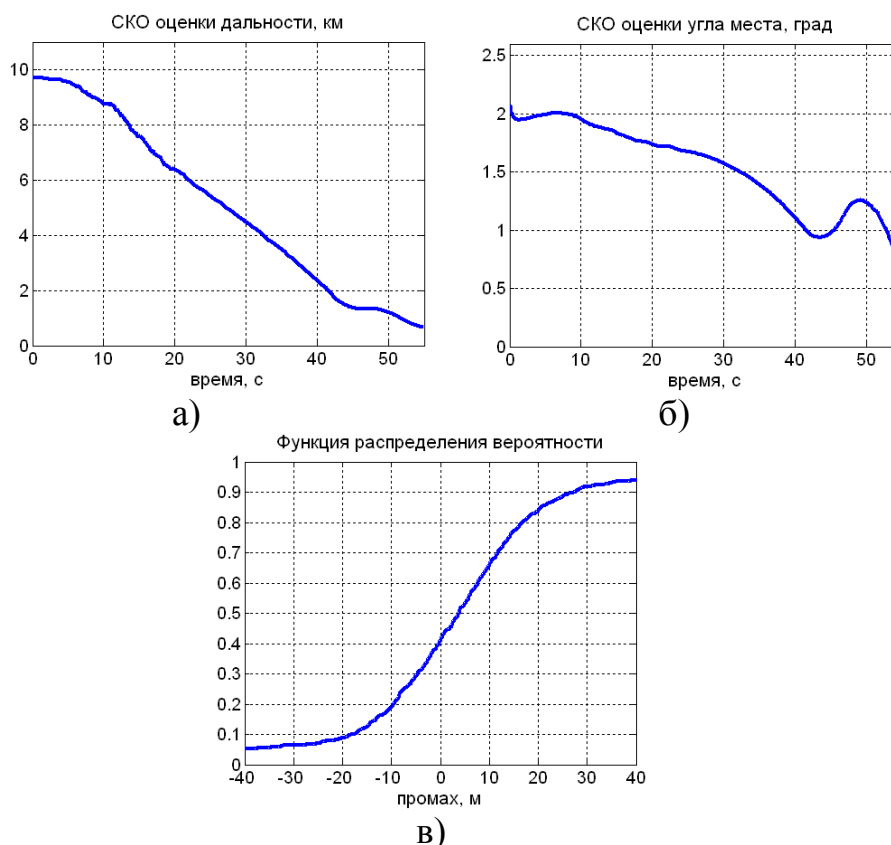 СКО оценки дальности, км
10
8
6
4
2
0
0 10 20 30 40 50
время, с
а)
СКО оценки угла места, град
2.5
2
1.5
1
0.5
0
0 10 20 30 40 50
время, с
б)
Функция распределения вероятности
1
0.9
0.8
0.7
0.6
0.5
0.4
0.3
0.2
0.1
0
-40 -30 -20 -10 0 10 20 30 40
промах, м
в)